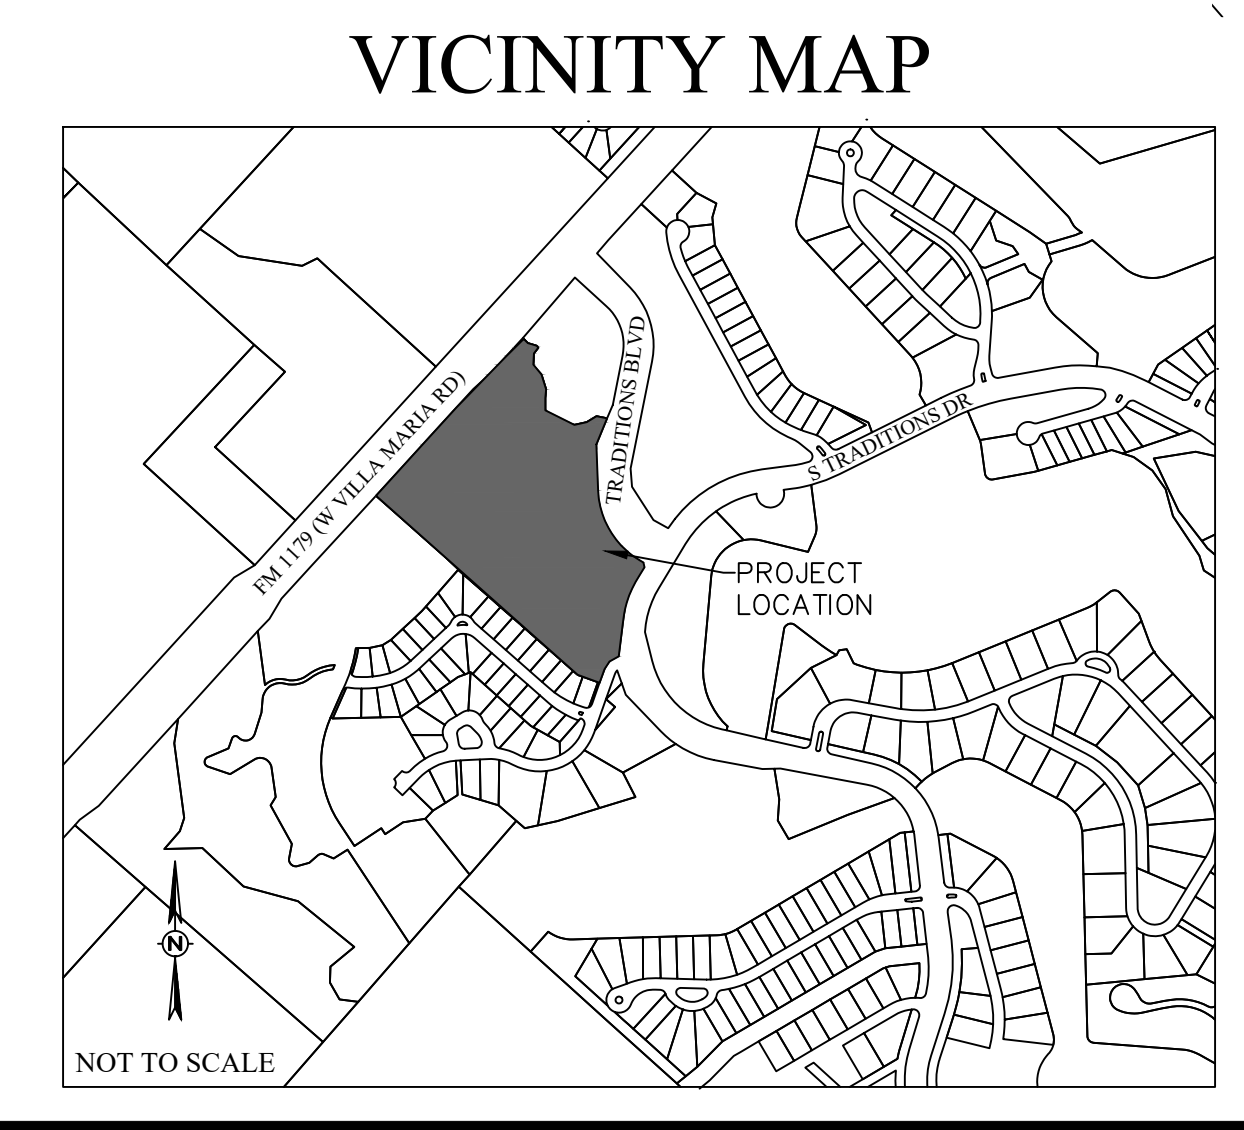 VICINITY MAP
TRADITIONS BLVD
FM 1179 (W VILLA MARIA RD)
S TRADITIONS DR
PROJECT
LOCATION
N
NOT TO SCALE